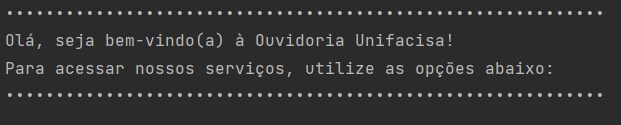 ••••••••••••••••••••••••••••••••••••••••••••••••••••••••••••
Olá, seja bem-vindo(a) à Ouvidoria Unifacisa!
Para acessar nossos serviços, utilize as opções abaixo:
••••••••••••••••••••••••••••••••••••••••••••••••••••••••••••